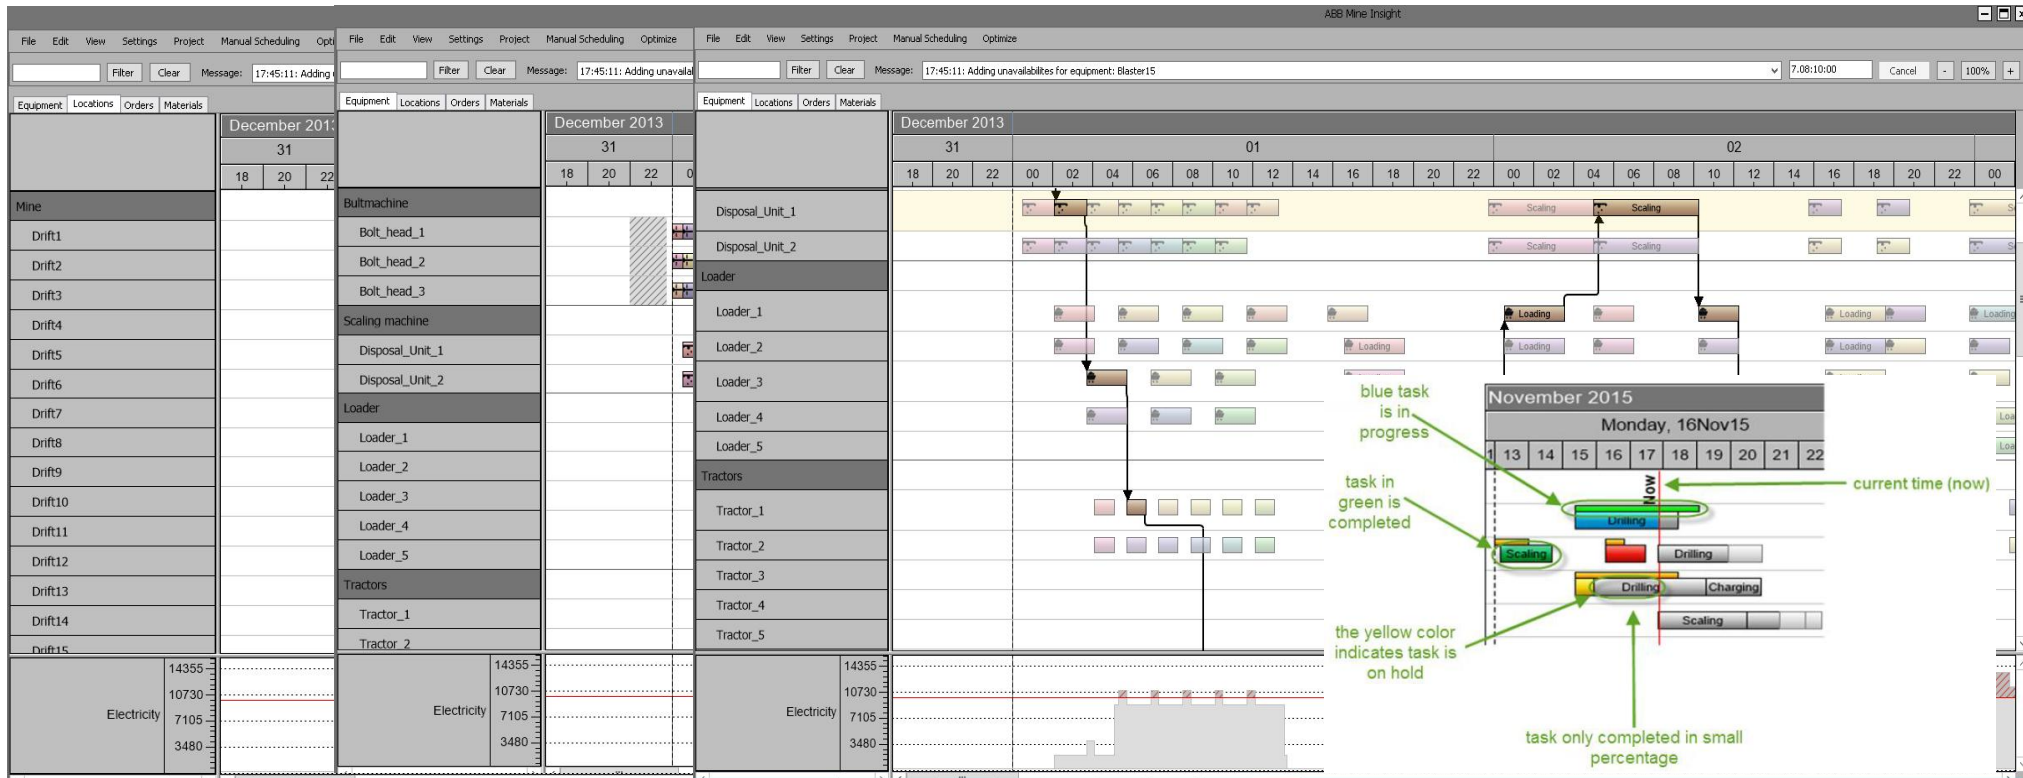 ABB Mine Insight
File Edit View Settings Project Manual Scheduling Opti
Filter Clear Message: 17:45:11: Adding
Equipment Locations Orders Materials
December 201
31
18 20 22
Mine
Drift1
Drift2
Drift3
Drift4
Drift5
Drift6
Drift7
Drift8
Drift9
Drift10
Drift11
Drift12
Drift13
Drift14
Drift15
Electricity
14355
10730
7105
3480
File Edit View Settings Project Manual Scheduling Optimize
Filter Clear Message: 17:45:11: Adding unavailal
Equipment Locations Orders Materials
December 2013
31
18 20 22 0
Bultmachine
Bolt_head_1
Bolt_head_2
Bolt_head_3
Scaling machine
Disposal_Unit_1
Disposal_Unit_2
Loader
Loader_1
Loader_2
Loader_3
Loader_4
Loader_5
Tractors
Tractor_1
Tractor_2
Electricity
14355
10730
7105
3480
File Edit View Settings Project Manual Scheduling Optimize
Filter Clear Message: 17:45:11: Adding unavailabilites for equipment: Blaster15 7.08:10:00 Cancel - 100% +
Equipment Locations Orders Materials
December 2013
31 01 02
18 20 22 00 02 04 06 08 10 12 14 16 18 20 22 00 02 04 06 08 10 12 14 16 18 20 22 00
Disposal_Unit_1 Scaling Scaling
Disposal_Unit_2 Scaling Scaling
Loader
Loader_1 Loading Loading Loading
Loader_2 Loading Loading Loading
Loader_3
Loader_4
Loader_5
Tractors
Tractor_1
Tractor_2
Tractor_3
Tractor_4
Tractor_5
Electricity
14355
10730
7105
3480
blue task
is in
progress
task in
green is
completed
the yellow color
indicates task is
on hold
November 2015
Monday, 16Nov15
1 13 14 15 16 17 18 19 20 21 22
Now
current time (now)
Drilling
Scaling Drilling
Drilling Charging
Scaling
task only completed in small
percentage